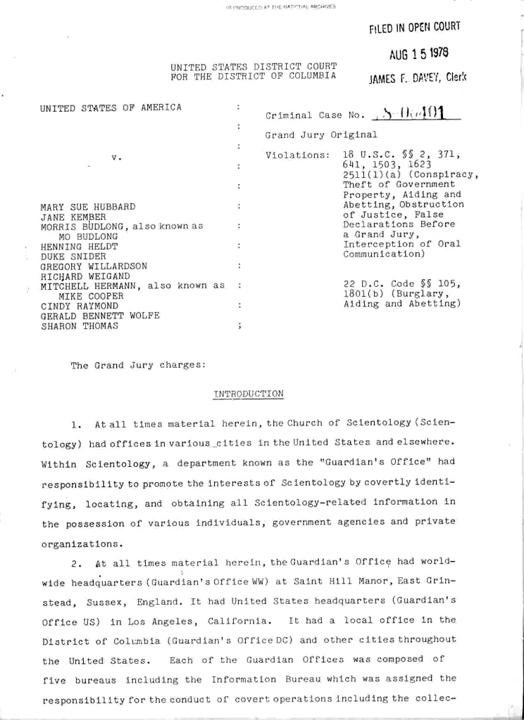 REPRODUCED AT THE NATIONAL ARCHIVES
FILED IN OPEN COURT
AUG 15 1978
JAMES F. DAVEY, Clerk
UNITED STATES DISTRICT COURT
FOR THE DISTRICT OF COLUMBIA
UNITED STATES OF AMERICA
v.
MARY SUE HUBBARD
JANE KEMBER
MORRIS BUDLONG, also known as
MO BUDLONG
HENNING HELDT
DUKE SNIDER
GREGORY WILLARDSON
RICHARD WEIGAND
MITCHELL HERMANN, also known as
MIKE COOPER
CINDY RAYMOND
GERALD BENNETT WOLFE
SHARON THOMAS
:
:
:
:
:
:
:
:
:
:
:
;
Criminal Case No.
Grand Jury Original
Violations: 18 U.S.C. §§ 2, 371,
641, 1503, 1623
2511(1)(a) (Conspiracy,
Theft of Government
Property, Aiding and
Abetting, Obstruction
of Justice, False
Declarations Before
a Grand Jury,
Interception of Oral
Communication)
22 D.C. Code §§ 105,
1801(b) (Burglary,
Aiding and Abetting)
The Grand Jury charges:
INTRODUCTION
1. At all times material herein, the Church of Scientology (Scien-
tology) had offices in various cities in the United States and elsewhere.
Within Scientology, a department known as the "Guardian's Office" had
responsibility to promote the interests of Scientology by covertly identi-
fying, locating, and obtaining all Scientology-related information in
the possession of various individuals, government agencies and private
organizations.
2. At all times material herein, the Guardian's Office had world-
wide headquarters (Guardian's Office WW) at Saint Hill Manor, East Grin-
stead, Sussex, England. It had United States headquarters (Guardian's
Office US) in Los Angeles, California. It had a local office in the
District of Columbia (Guardian's Office DC) and other cities throughout
the United States. Each of the Guardian Offices was composed of
five bureaus including the Information Bureau which was assigned the
responsibility for the conduct of covert operations including the collec-